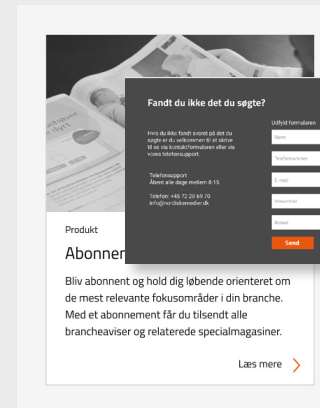 Fandt du ikke det du søgte?
Hvis du ikke fandt svaret på det du
søgte er du velkommen til at skrive
til os via kontaktformularen eller via
vores telefonsupport.
Telefonsupport
Åbent alle dage mellem 8-15
Telefon: +45 72 28 69 70
info@nordiskemedier.dk
Udfyld formularen
Navn
Telefonnummer
E-mail
Virksomhed
Besked
Send
Produkt
Abonner
Bliv abonnent og hold dig løbende orienteret om
de mest relevante fokusområder i din branche.
Med et abonnement får du tilsendt alle
brancheaviser og relaterede specialmagasiner.
Læs mere